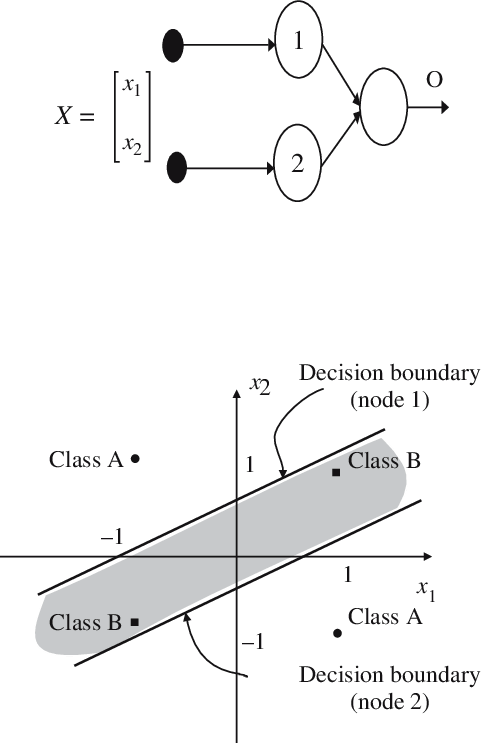 1
O
X = [x1
x2]
2
x2
Decision boundary
(node 1)
Class A
1
Class B
−1
1
x1
Class B
Class A
−1
Decision boundary
(node 2)